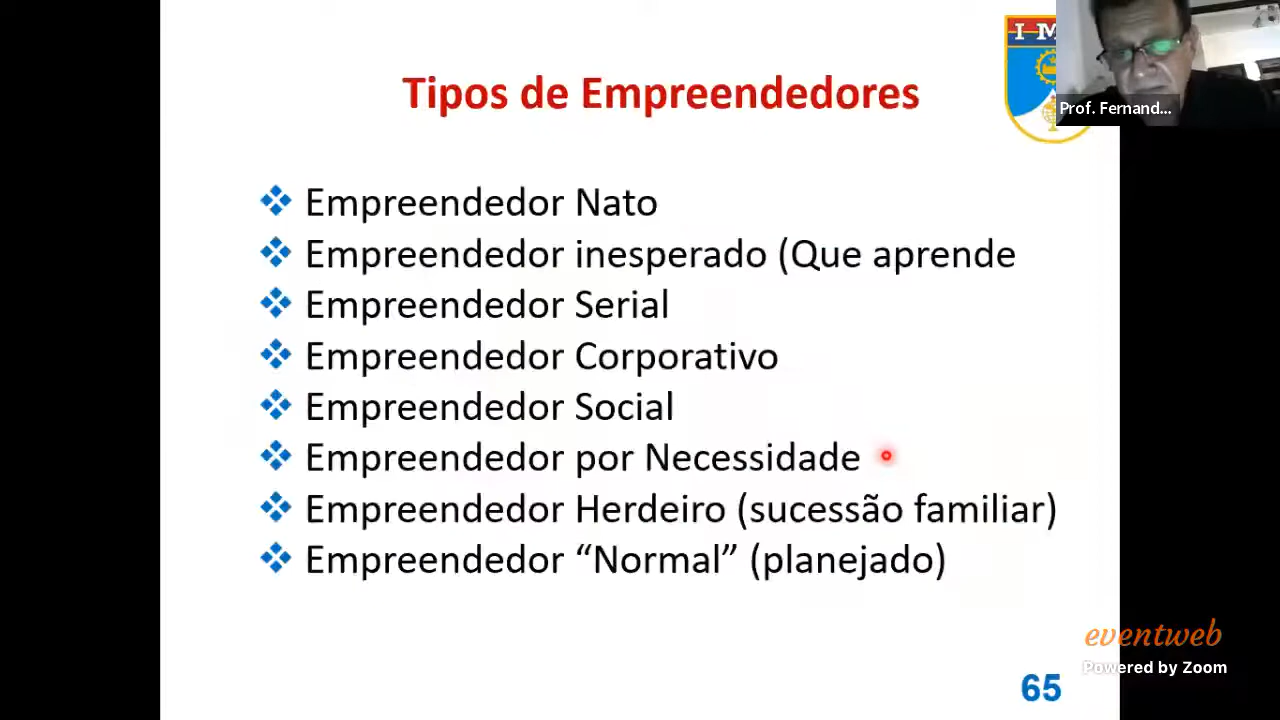 I M
Tipos de Empreendedores
Prof. Fernand...
Empreendedor Nato
Empreendedor inesperado (Que aprende
Empreendedor Serial
Empreendedor Corporativo
Empreendedor Social
Empreendedor por Necessidade
Empreendedor Herdeiro (sucessão familiar)
Empreendedor “Normal” (planejado)
eventweb
Powered by Zoom
65